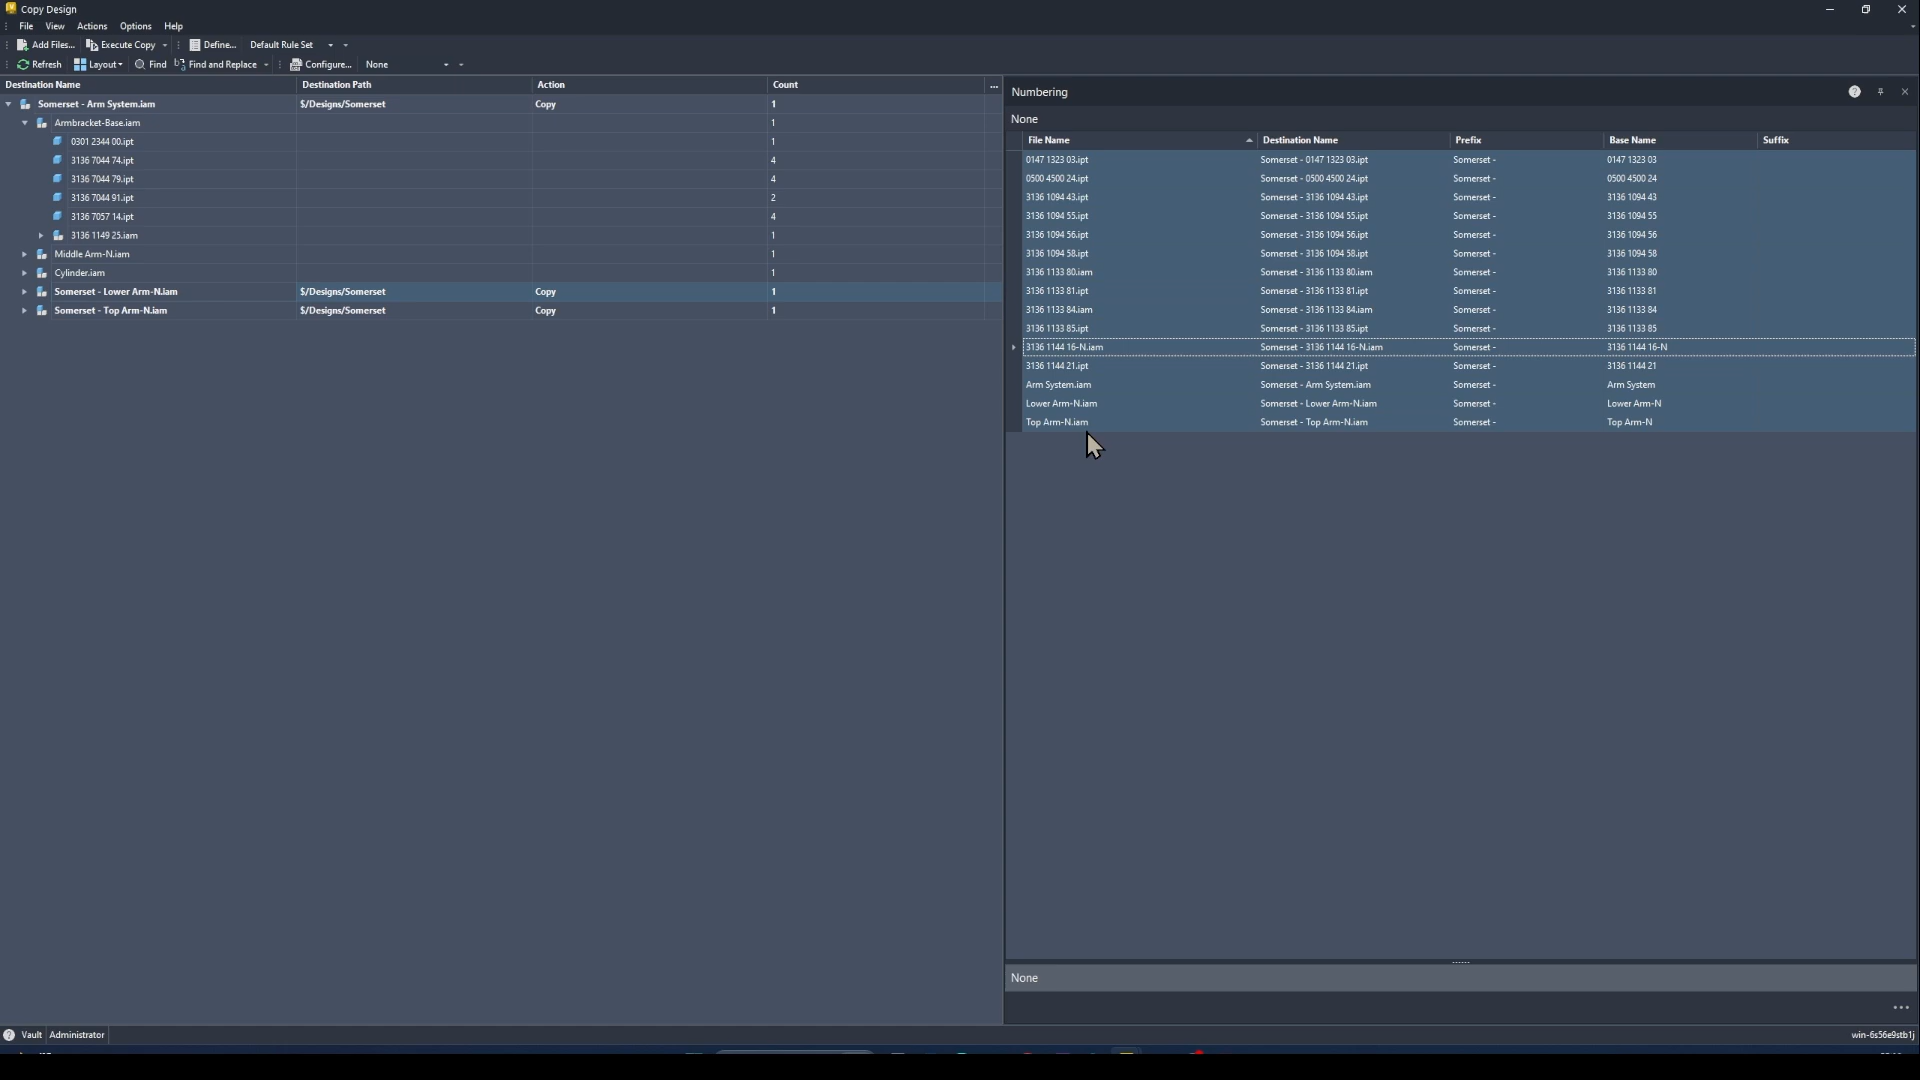 Copy Design
File View Actions Options Help
Add Files... Execute Copy Define... Default Rule Set
Refresh Layout Find Find and Replace Configure... None
Destination Name Destination Path Action Count ...
Somerset - Arm System.iam $/Designs/Somerset Copy 1
Armbracket-Base.iam 1
0301 2344 00.ipt 1
3136 7044 74.ipt 4
3136 7044 79.ipt 4
3136 7044 91.ipt 2
3136 7057 14.ipt 4
3136 1149 25.iam 1
Middle Arm-N.iam 1
Cylinder.iam 1
Somerset - Lower Arm-N.iam $/Designs/Somerset Copy 1
Somerset - Top Arm-N.iam $/Designs/Somerset Copy 1
Numbering
None
File Name Destination Name Prefix Base Name Suffix
0147 1323 03.ipt Somerset - 0147 1323 03.ipt Somerset - 0147 1323 03
0500 4500 24.ipt Somerset - 0500 4500 24.ipt Somerset - 0500 4500 24
3136 1094 43.ipt Somerset - 3136 1094 43.ipt Somerset - 3136 1094 43
3136 1094 55.ipt Somerset - 3136 1094 55.ipt Somerset - 3136 1094 55
3136 1094 56.ipt Somerset - 3136 1094 56.ipt Somerset - 3136 1094 56
3136 1094 58.ipt Somerset - 3136 1094 58.ipt Somerset - 3136 1094 58
3136 1133 80.iam Somerset - 3136 1133 80.iam Somerset - 3136 1133 80
3136 1133 81.ipt Somerset - 3136 1133 81.ipt Somerset - 3136 1133 81
3136 1133 84.iam Somerset - 3136 1133 84.iam Somerset - 3136 1133 84
3136 1133 85.ipt Somerset - 3136 1133 85.ipt Somerset - 3136 1133 85
3136 1144 16-N.iam Somerset - 3136 1144 16-N.iam Somerset - 3136 1144 16-N
3136 1144 21.ipt Somerset - 3136 1144 21.ipt Somerset - 3136 1144 21
Arm System.iam Somerset - Arm System.iam Somerset - Arm System
Lower Arm-N.iam Somerset - Lower Arm-N.iam Somerset - Lower Arm-N
Top Arm-N.iam Somerset - Top Arm-N.iam Somerset - Top Arm-N
None
Vault Administrator win-6s56e9stb1j